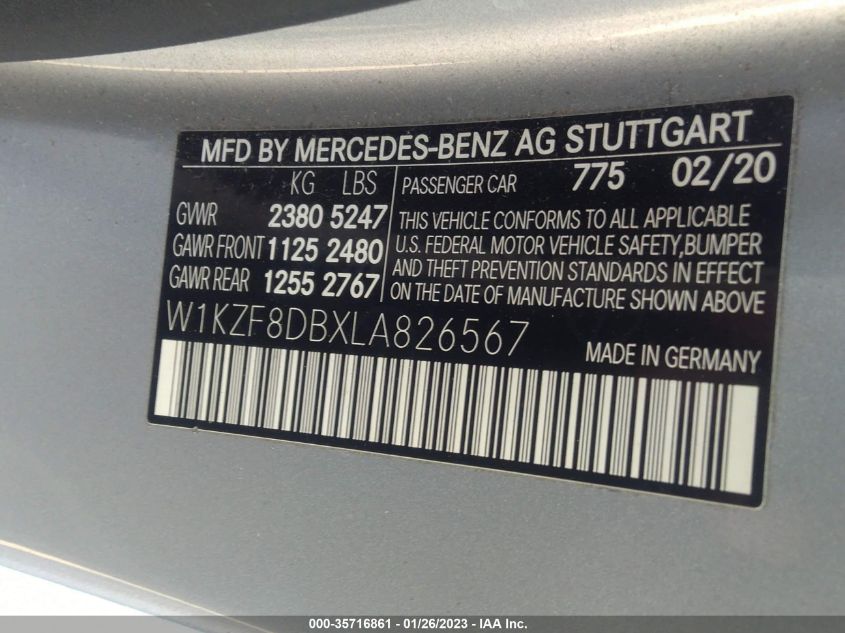 MFD BY MERCEDES-BENZ AG STUTTGART
KG LBS
GVWR 2380 5247
GAWR FRONT 1125 2480
GAWR REAR 1255 2767
PASSENGER CAR 775 02/20
THIS VEHICLE CONFORMS TO ALL APPLICABLE
U.S. FEDERAL MOTOR VEHICLE SAFETY,BUMPER
AND THEFT PREVENTION STANDARDS IN EFFECT
ON THE DATE OF MANUFACTURE SHOWN ABOVE
W1KZF8DBXLA826567
MADE IN GERMANY
000-35716861 - 01/26/2023 - IAA Inc.